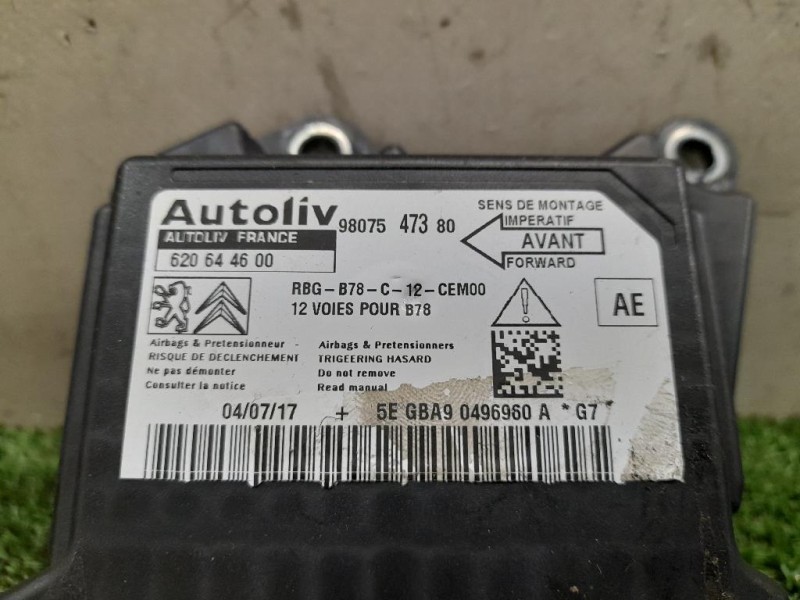 Autoliv
AUTOLIV FRANCE
620 64 46 00
98075 473 80
SENS DE MONTAGE
IMPERATIF
AVANT
FORWARD
RBG-B78-C-12-CEM00
12 VOIES POUR B78
!
AE
Airbags & Pretensionneur
RISQUE DE DECLENCHEMENT
Ne pas démonter
Consulter la notice
Airbags & Pretensionners
TRIGEERING HASARD
Do not remove
Read manual
04/07/17 + 5E GBA9 0496960 A * G7 *